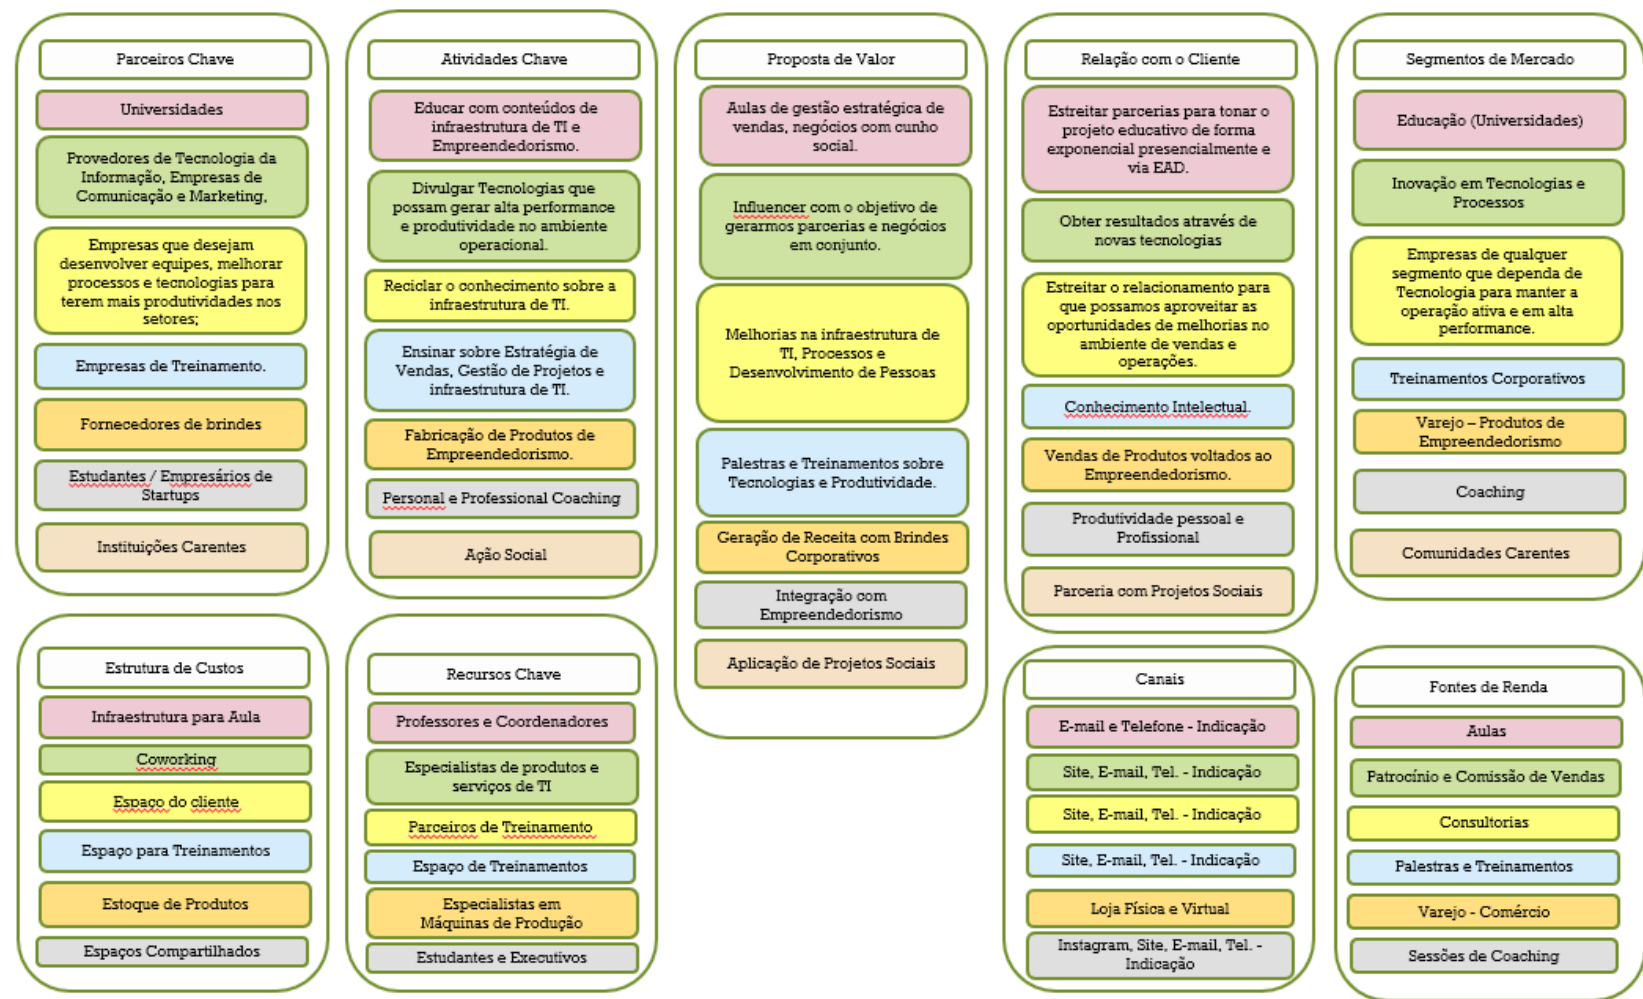 Parceiros Chave
Universidades
Provedores de Tecnologia da
Informação, Empresas de
Comunicação e Marketing,
Empresas que desejam
desenvolver equipes, melhorar
processos e tecnologias para
terem mais produtividades nos
setores;
Empresas de Treinamento.
Fornecedores de brindes
Estudantes / Empresários de
Startups
Instituições Carentes
Atividades Chave
Educar com conteúdos de
infraestrutura de TI e
Empreendedorismo.
Divulgar Tecnologias que
possam gerar alta performance
e produtividade no ambiente
operacional.
Reciclar o conhecimento sobre a
infraestrutura de TI.
Ensinar sobre Estratégia de
Vendas, Gestão de Projetos e
infraestrutura de TI.
Fabricação de Produtos de
Empreendedorismo.
Personal e Professional Coaching
Ação Social
Proposta de Valor
Aulas de gestão estratégica de
vendas, negócios com cunho
social.
Influencer com o objetivo de
gerarmos parcerias e negócios
em conjunto.
Melhorias na infraestrutura de
TI, Processos e
Desenvolvimento de Pessoas
Palestras e Treinamentos sobre
Tecnologias e Produtividade.
Geração de Receita com Brindes
Corporativos
Integração com
Empreendedorismo
Aplicação de Projetos Sociais
Relação com o Cliente
Estreitar parcerias para tonar o
projeto educativo de forma
exponencial presencialmente e
via EAD.
Obter resultados através de
novas tecnologias
Estreitar o relacionamento para
que possamos aproveitar as
oportunidades de melhorias no
ambiente de vendas e
operações.
Conhecimento Intelectual.
Vendas de Produtos voltados ao
Empreendedorismo.
Produtividade pessoal e
Profissional
Parceria com Projetos Sociais
Segmentos de Mercado
Educação (Universidades)
Inovação em Tecnologias e
Processos
Empresas de qualquer
segmento que dependa de
Tecnologia para manter a
operação ativa e em alta
performance.
Treinamentos Corporativos
Varejo – Produtos de
Empreendedorismo
Coaching
Comunidades Carentes
Estrutura de Custos
Infraestrutura para Aula
Coworking
Espaço do cliente
Espaço para Treinamentos
Estoque de Produtos
Espaços Compartilhados
Recursos Chave
Professores e Coordenadores
Especialistas de produtos e
serviços de TI
Parceiros de Treinamento
Espaço de Treinamentos
Especialistas em
Máquinas de Produção
Estudantes e Executivos
Canais
E-mail e Telefone - Indicação
Site, E-mail, Tel. - Indicação
Site, E-mail, Tel. - Indicação
Site, E-mail, Tel. - Indicação
Loja Física e Virtual
Instagram, Site, E-mail, Tel. -
Indicação
Fontes de Renda
Aulas
Patrocínio e Comissão de Vendas
Consultorias
Palestras e Treinamentos
Varejo - Comércio
Sessões de Coaching